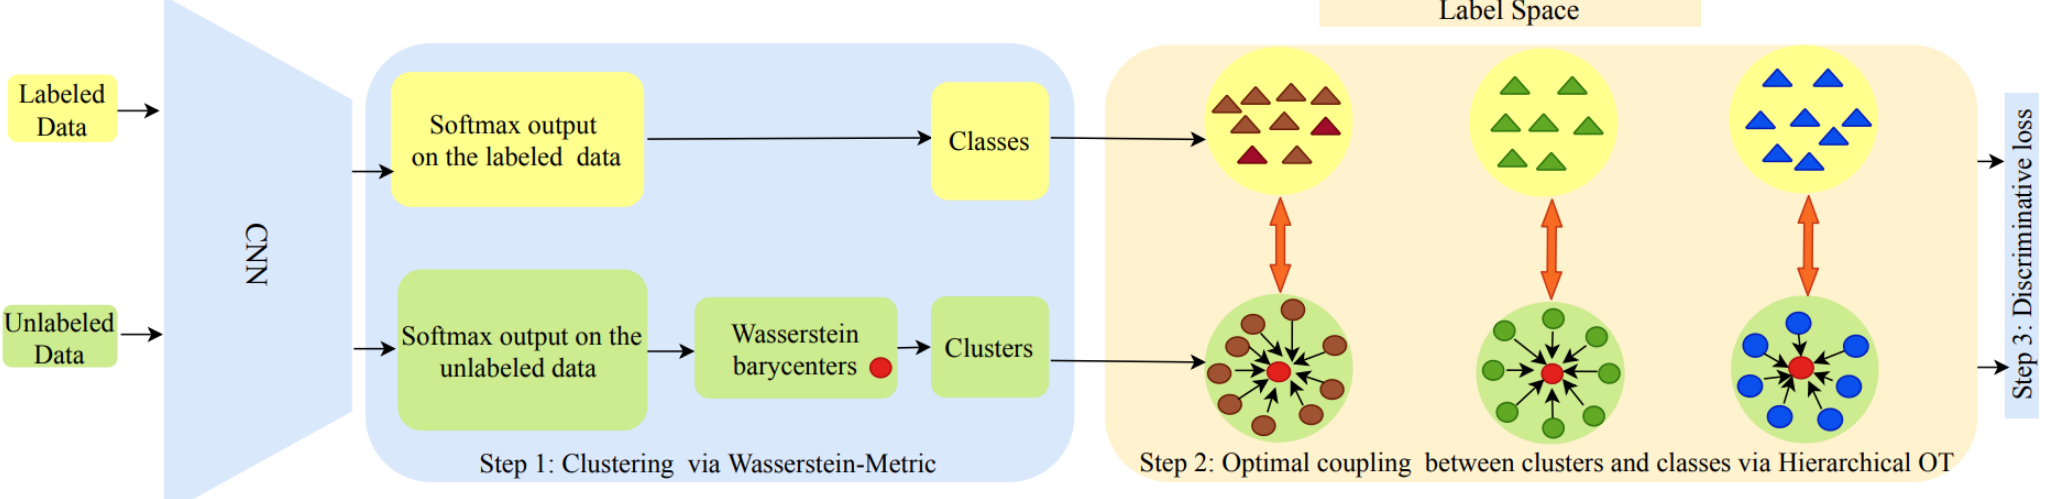 Label Space
Labeled
Data
Unlabeled
Data
CNN
Softmax output
on the labeled data
Classes
Softmax output on the
unlabeled data
Wasserstein
barycenters
Clusters
Step 1: Clustering via Wasserstein-Metric
Step 2: Optimal coupling between clusters and classes via Hierarchical OT
Step 3: Discriminative loss